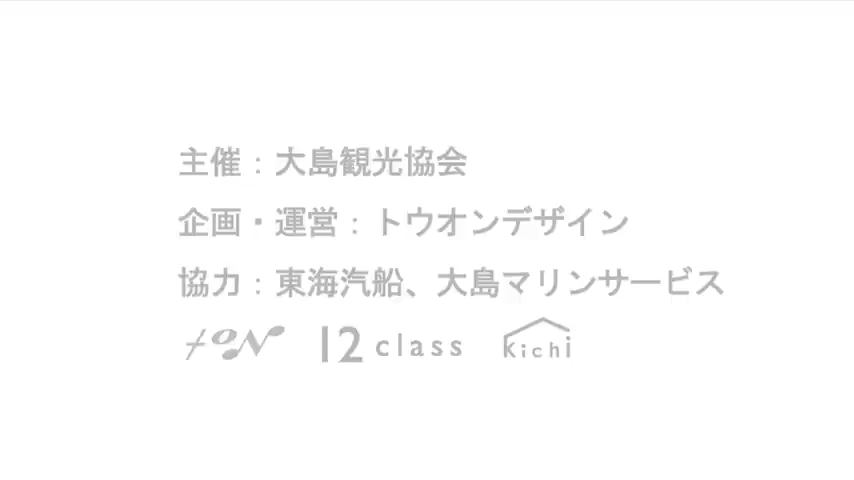 主催：大島観光協会
企画・運営：トウオンデザイン
協力：東海汽船、大島マリンサービス
toN 12 class Kichi